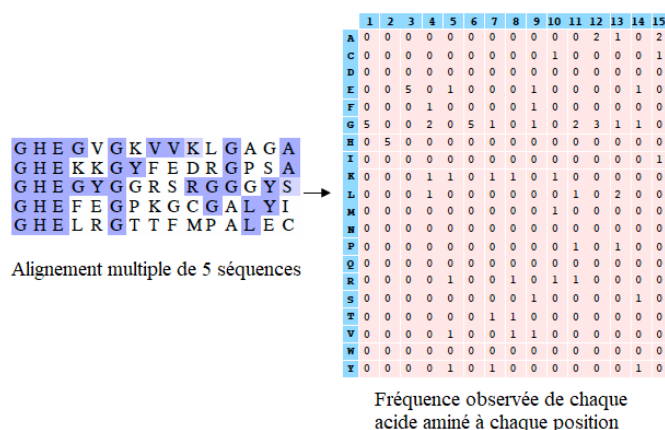 1 2 3 4 5 6 7 8 9 10 11 12 13 14 15
A 0 0 0 0 0 0 0 0 0 0 0 2 1 0 2
C 0 0 0 0 0 0 0 0 0 1 0 0 0 0 1
D 0 0 0 0 0 0 0 0 0 0 0 0 0 0 0
E 0 0 5 0 1 0 0 0 1 0 0 0 0 1 0
F 0 0 0 1 0 0 0 0 1 0 0 0 0 0 0
G 5 0 0 2 0 5 1 0 1 0 2 3 1 1 0
H 0 5 0 0 0 0 0 0 0 0 0 0 0 0 0
I 0 0 0 0 0 0 0 0 0 0 0 0 0 0 1
K 0 0 0 1 1 0 1 1 0 1 0 0 0 0 0
L 0 0 0 1 0 0 0 0 0 0 1 0 2 0 0
M 0 0 0 0 0 0 0 0 0 1 0 0 0 0 0
N 0 0 0 0 0 0 0 0 0 0 0 0 0 0 0
P 0 0 0 0 0 0 0 0 0 0 1 0 1 0 0
Q 0 0 0 0 0 0 0 0 0 0 0 0 0 0 0
R 0 0 0 0 1 0 0 1 0 1 1 0 0 0 0
S 0 0 0 0 0 0 0 0 1 0 0 0 0 1 0
T 0 0 0 0 0 0 1 1 0 0 0 0 0 0 0
V 0 0 0 0 1 0 0 1 1 0 0 0 0 0 0
W 0 0 0 0 0 0 0 0 0 0 0 0 0 0 0
Y 0 0 0 0 1 0 1 0 0 0 0 0 0 1 0
G H E G V G K V V K L G A G A
G H E K K G Y F E D R G P S A
G H E G Y G G R S R G G G Y S
G H E F E G P K G C G A L Y I
G H E L R G T T F M P A L E C
Alignement multiple de 5 séquences
Fréquence observée de chaque
acide aminé à chaque position